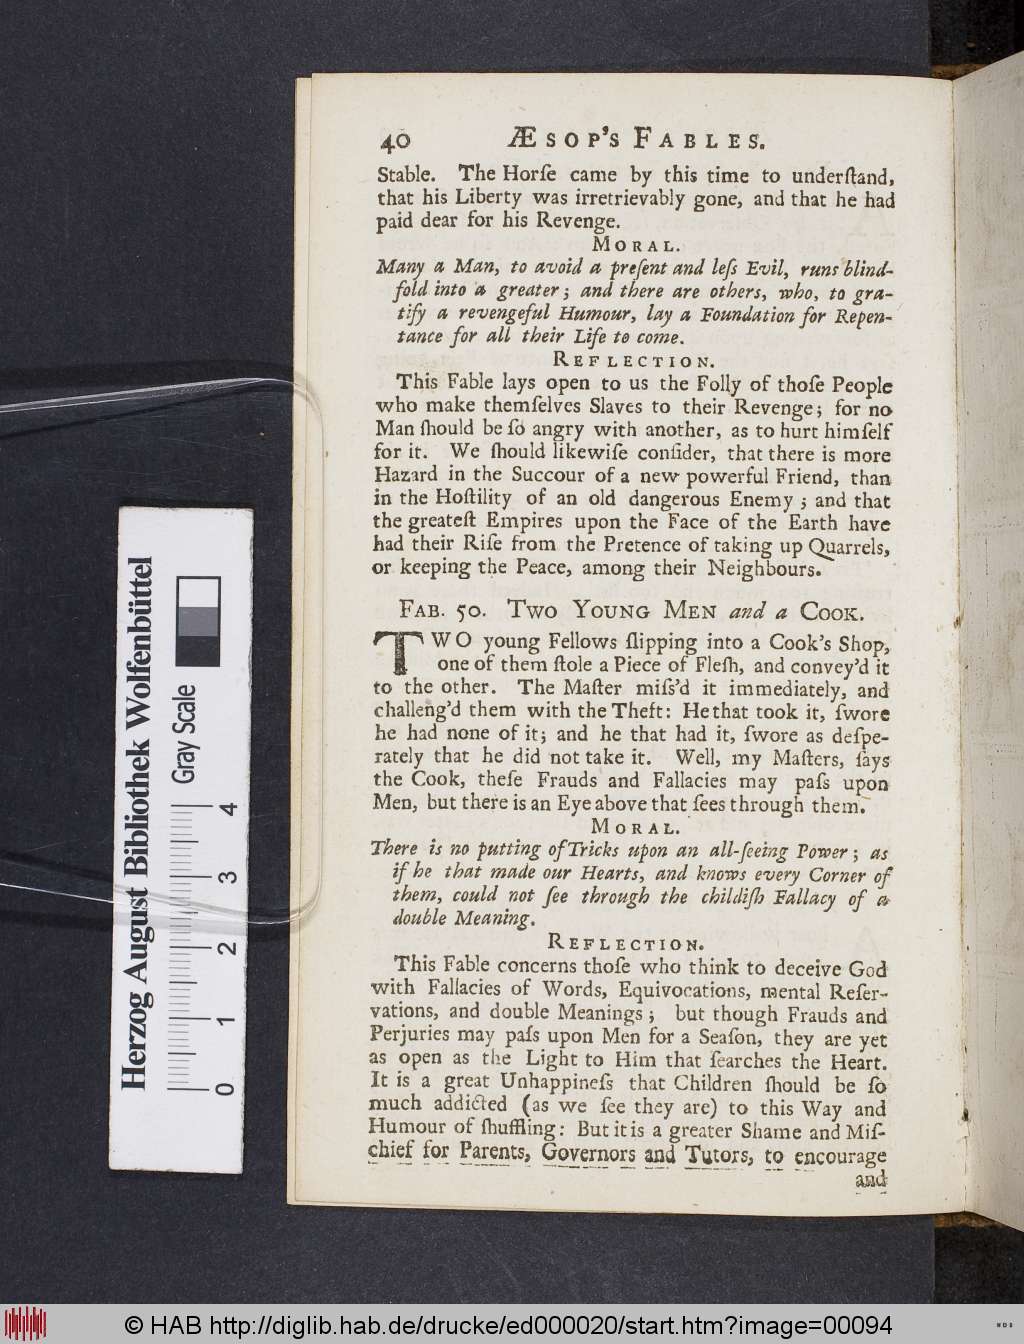 40 ÆSOP'S FABLES.
Stable. The Horſe came by this time to underſtand,
that his Liberty was irretrievably gone, and that he had
paid dear for his Revenge.
MORAL.
Many a Man, to avoid a preſent and leſs Evil, runs blind-
fold into a greater; and there are others, who, to gra-
tify a revengeful Humour, lay a Foundation for Repen-
tance for all their Life to come.
REFLECTION.
This Fable lays open to us the Folly of thoſe People
who make themſelves Slaves to their Revenge; for no
Man ſhould be ſo angry with another, as to hurt himſelf
for it. We ſhould likewiſe conſider, that there is more
Hazard in the Succour of a new powerful Friend, than
in the Hoſtility of an old dangerous Enemy; and that
the greateſt Empires upon the Face of the Earth have
had their Riſe from the Pretence of taking up Quarrels,
or keeping the Peace, among their Neighbours.
FAB. 50. TWO YOUNG MEN and a COOK.
TWO young Fellows ſlipping into a Cook's Shop,
one of them ſtole a Piece of Fleſh, and convey'd it
to the other. The Maſter miſs'd it immediately, and
challeng'd them with the Theft: He that took it, ſwore
he had none of it; and he that had it, ſwore as deſpe-
rately that he did not take it. Well, my Maſters, ſays
the Cook, theſe Frauds and Fallacies may paſs upon
Men, but there is an Eye above that ſees through them.
MORAL.
There is no putting of Tricks upon an all-ſeeing Power; as
if he that made our Hearts, and knows every Corner of
them, could not ſee through the childiſh Fallacy of a
double Meaning.
REFLECTION.
This Fable concerns thoſe who think to deceive God
with Fallacies of Words, Equivocations, mental Reſer-
vations, and double Meanings; but though Frauds and
Perjuries may paſs upon Men for a Seaſon, they are yet
as open as the Light to Him that ſearches the Heart.
It is a great Unhappineſs that Children ſhould be ſo
much addicted (as we ſee they are) to this Way and
Humour of ſhuffling: But it is a greater Shame and Miſ-
chief for Parents, Governors and Tutors, to encourage
and
Herzog August Bibliothek Wolfenbüttel
Gray Scale
0 1 2 3 4
© HAB http://diglib.hab.de/drucke/ed000020/start.htm?image=00094